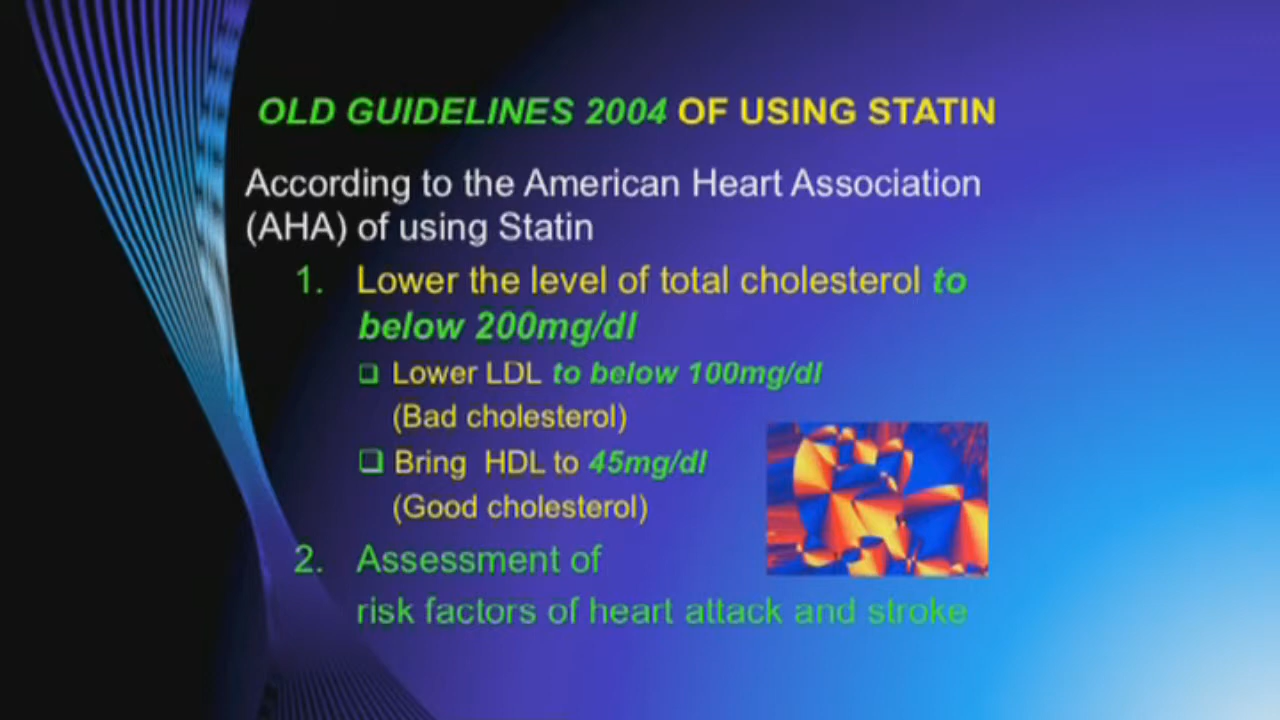 OLD GUIDELINES 2004 OF USING STATIN
According to the American Heart Association
(AHA) of using Statin
1. Lower the level of total cholesterol to
below 200mg/dl
❑ Lower LDL to below 100mg/dl
(Bad cholesterol)
❑ Bring HDL to 45mg/dl
(Good cholesterol)
2. Assessment of
risk factors of heart attack and stroke